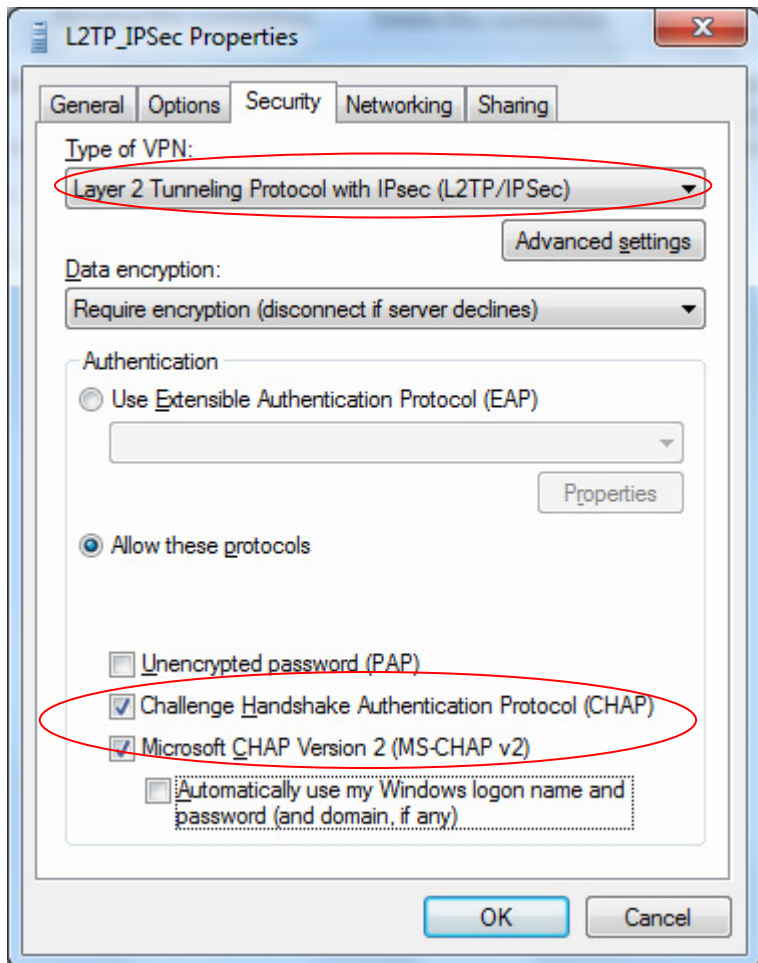 L2TP_IPSec Properties
General Options Security Networking Sharing
Type of VPN:
Layer 2 Tunneling Protocol with IPsec (L2TP/IPSec)
Advanced settings
Data encryption:
Require encryption (disconnect if server declines)
Authentication
Use Extensible Authentication Protocol (EAP)
Properties
Allow these protocols
Unencrypted password (PAP)
Challenge Handshake Authentication Protocol (CHAP)
Microsoft CHAP Version 2 (MS-CHAP v2)
Automatically use my Windows logon name and
password (and domain, if any)
OK Cancel